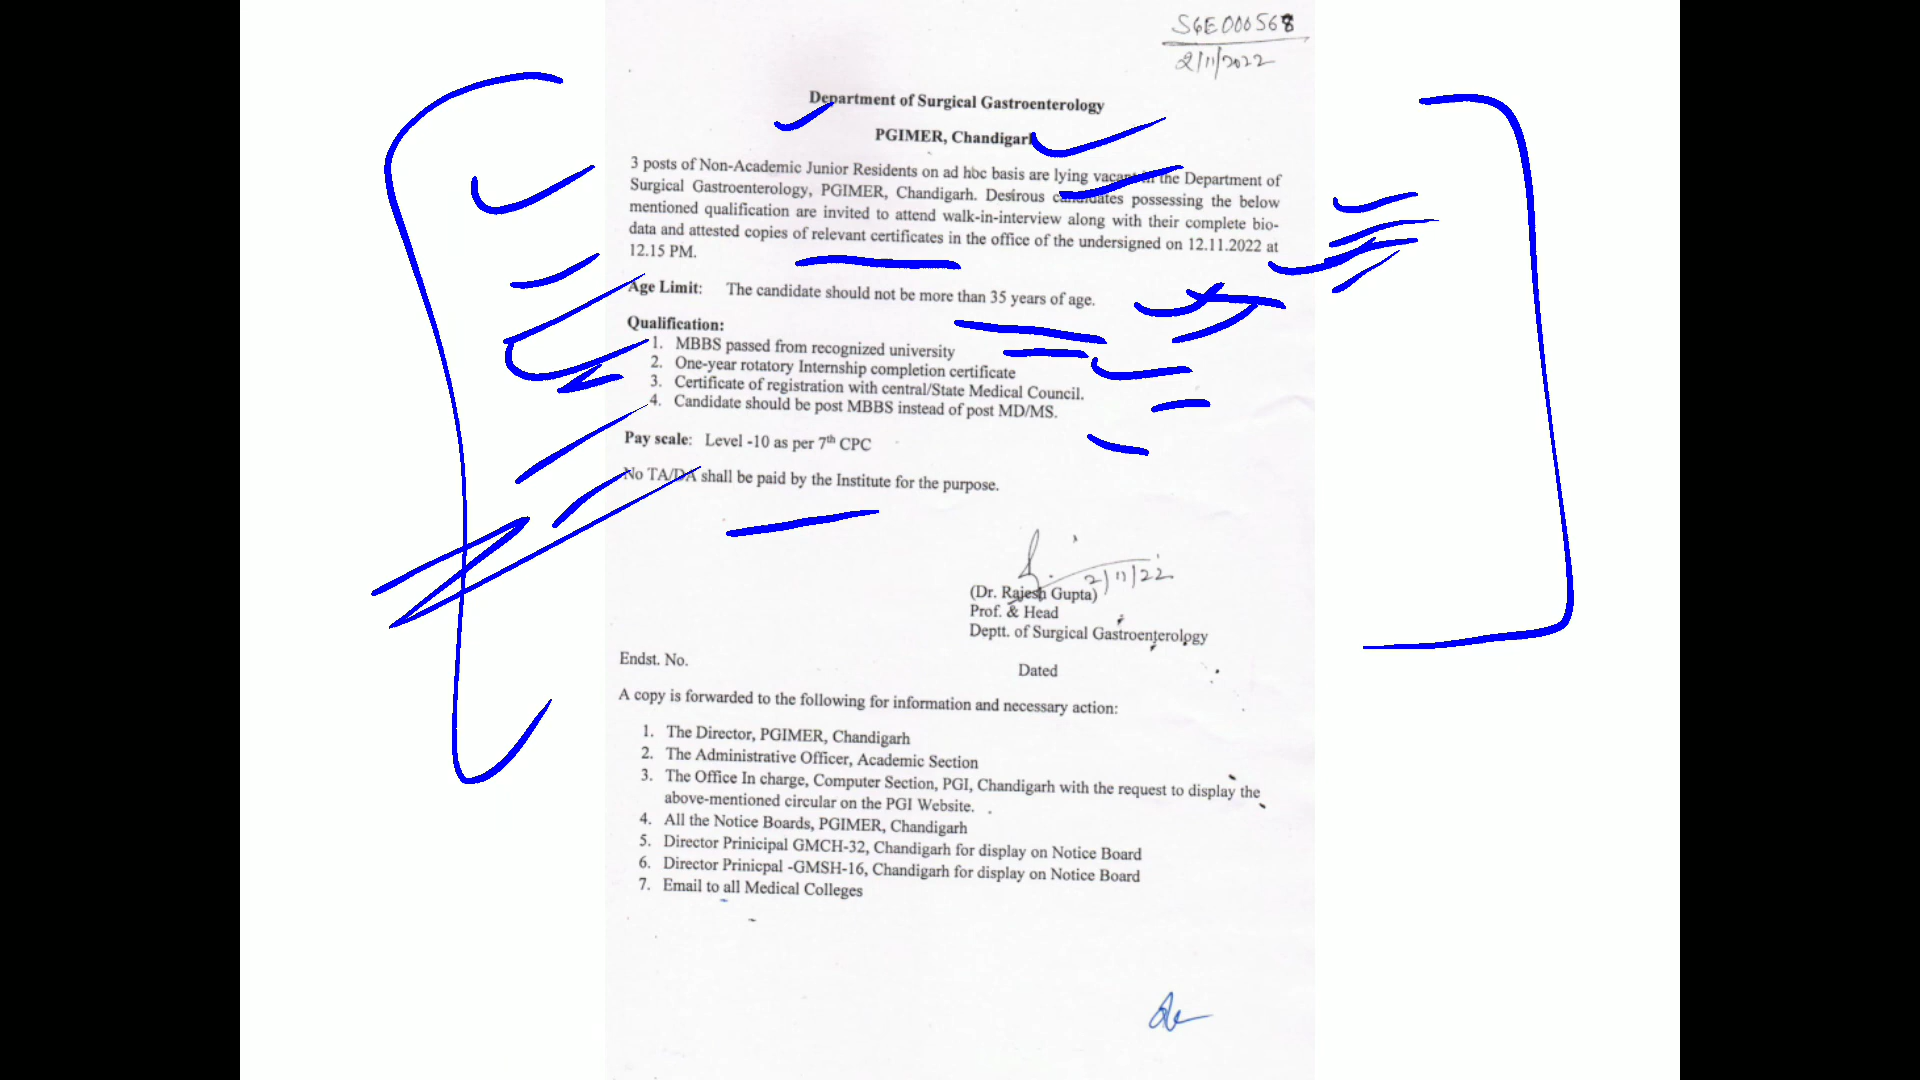 SGE000568
2/11/2022
Department of Surgical Gastroenterology
PGIMER, Chandigarh
3 posts of Non-Academic Junior Residents on ad hoc basis are lying vacant in the Department of
Surgical Gastroenterology, PGIMER, Chandigarh. Desirous candidates possessing the below
mentioned qualification are invited to attend walk-in-interview along with their complete bio-
data and attested copies of relevant certificates in the office of the undersigned on 12.11.2022 at
12.15 PM.
Age Limit: The candidate should not be more than 35 years of age.
Qualification:
1. MBBS passed from recognized university
2. One-year rotatory Internship completion certificate
3. Certificate of registration with central/State Medical Council.
4. Candidate should be post MBBS instead of post MD/MS.
Pay scale: Level -10 as per 7th CPC
No TA/DA shall be paid by the Institute for the purpose.
2/11/22
(Dr. Rajesh Gupta)
Prof. & Head
Deptt. of Surgical Gastroenterology
Endst. No. Dated
A copy is forwarded to the following for information and necessary action:
1. The Director, PGIMER, Chandigarh
2. The Administrative Officer, Academic Section
3. The Office In charge, Computer Section, PGI, Chandigarh with the request to display the
above-mentioned circular on the PGI Website.
4. All the Notice Boards, PGIMER, Chandigarh
5. Director Prinicipal GMCH-32, Chandigarh for display on Notice Board
6. Director Prinicpal -GMSH-16, Chandigarh for display on Notice Board
7. Email to all Medical Colleges